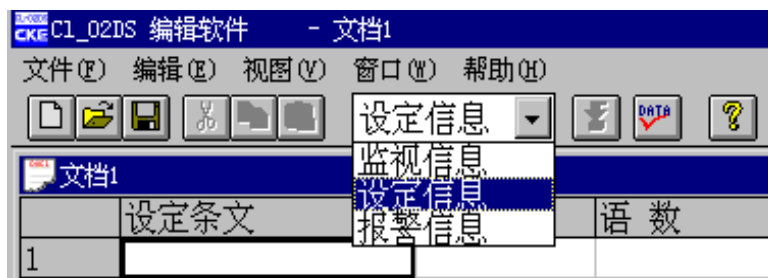 CKE C1_02DS 编辑软件 - 文档1
文件(F) 编辑(E) 视图(V) 窗口(W) 帮助(H)
设定信息 DATA ?
监视信息
文档1
设定信息
设定条文 语 数
报警信息
1